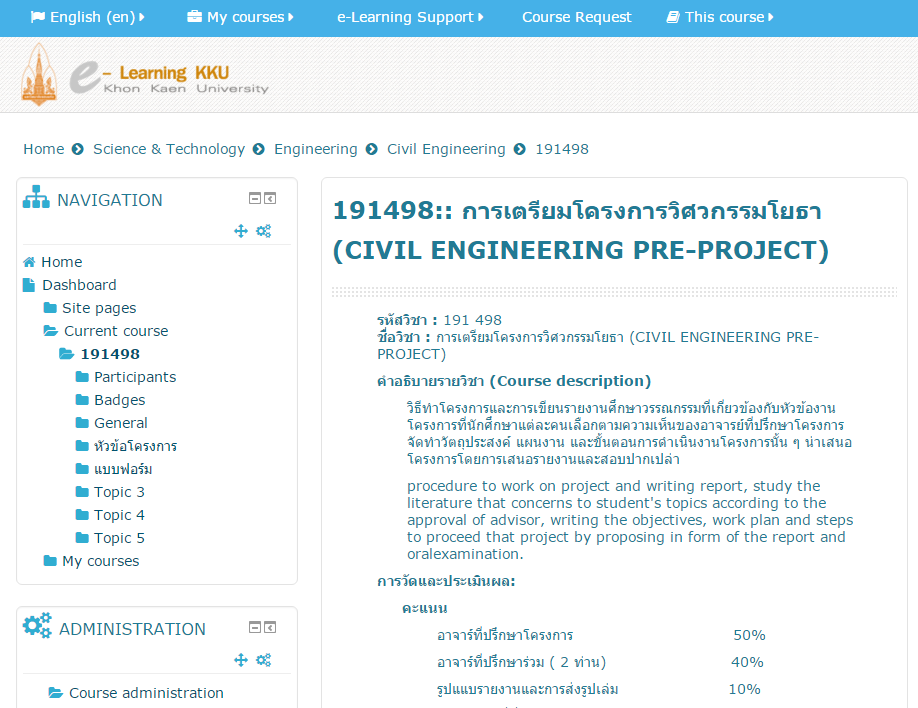 English (en) My courses e-Learning Support Course Request This course
e- Learning KKU
Khon Kaen University
Home Science & Technology Engineering Civil Engineering 191498
NAVIGATION
Home
Dashboard
Site pages
Current course
191498
Participants
Badges
General
หัวข้อโครงการ
แบบฟอร์ม
Topic 3
Topic 4
Topic 5
My courses
ADMINISTRATION
Course administration
191498:: การเตรียมโครงการวิศวกรรมโยธา
(CIVIL ENGINEERING PRE-PROJECT)
รหัสวิชา : 191 498
ชื่อวิชา : การเตรียมโครงการวิศวกรรมโยธา (CIVIL ENGINEERING PRE-
PROJECT)
คำอธิบายรายวิชา (Course description)
วิธีทำโครงการและการเขียนรายงานศึกษาวรรณกรรมที่เกี่ยวข้องกับหัวข้องาน
โครงการที่นักศึกษาแต่ละคนเลือกตามความเห็นของอาจารย์ที่ปรึกษาโครงการ
จัดทำวัตถุประสงค์ แผนงาน และขั้นตอนการดำเนินงานโครงการนั้น ๆ นำเสนอ
โครงการโดยการเสนอรายงานและสอบปากเปล่า
procedure to work on project and writing report, study the
literature that concerns to student's topics according to the
approval of advisor, writing the objectives, work plan and steps
to proceed that project by proposing in form of the report and
oralexamination.
การวัดและประเมินผล:
คะแนน
อาจาร์ที่ปรึกษาโครงการ 50%
อาจาร์ที่ปรึกษาร่วม ( 2 ท่าน) 40%
รูปแแบรายงานและการส่งรูปเล่ม 10%